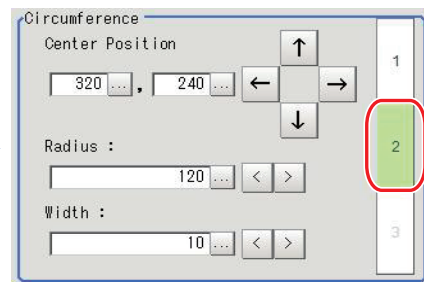 Circumference
Center Position
320 ... , 240 ...
Radius :
120 ... < >
Width :
10 ... < >
1
2
3